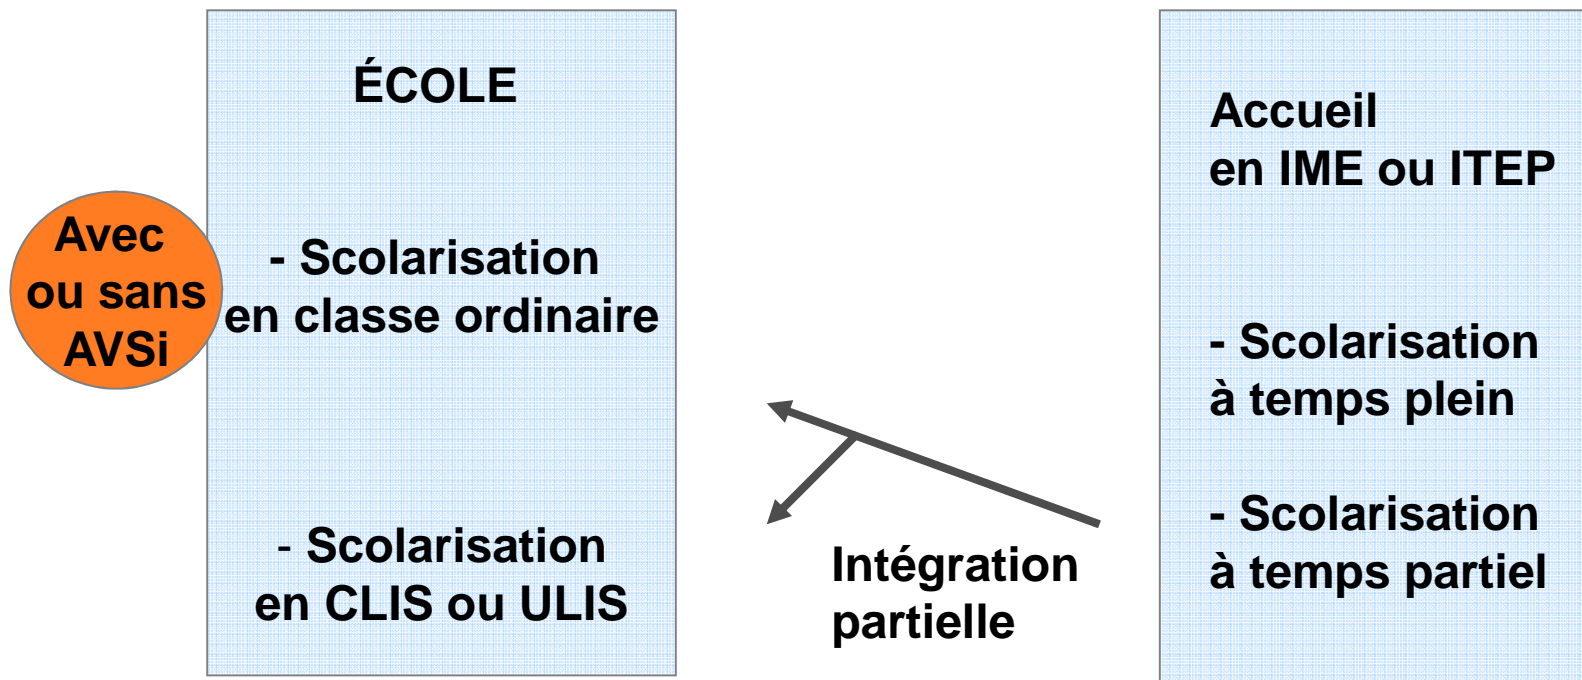 ÉCOLE
Avec
ou sans
AVSi
- Scolarisation
en classe ordinaire
- Scolarisation
en CLIS ou ULIS
Intégration
partielle
Accueil
en IME ou ITEP
- Scolarisation
à temps plein
- Scolarisation
à temps partiel